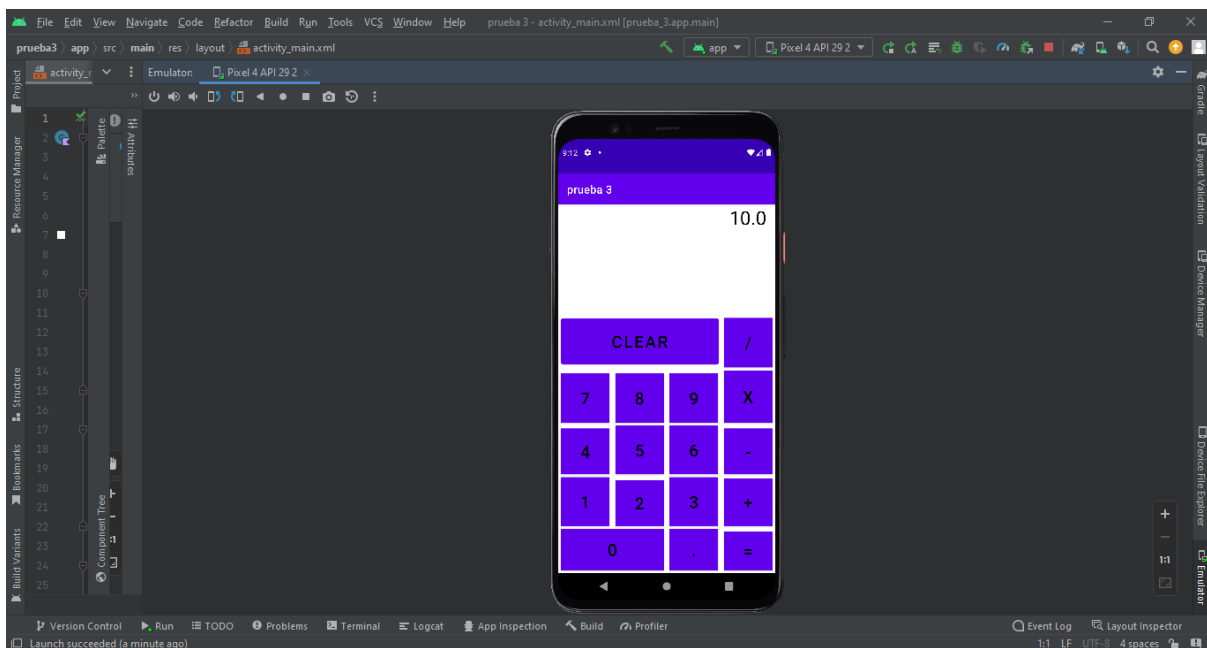 File Edit View Navigate Code Refactor Build Run Tools VCS Window Help prueba 3 - activity_main.xml [prueba_3.app.main]
prueba3 app src main res layout activity_main.xml app Pixel 4 API 29 2
activity_r Emulator: Pixel 4 API 29 2
Project
Resource Manager
Structure
Bookmarks
Build Variants
1
2
3
4
5
6
7
8
9
10
11
12
13
14
15
16
17
18
19
20
21
22
23
24
25
Palette
Component Tree
1:1
Attributes
9:12
prueba 3
10.0
CLEAR /
7 8 9 X
4 5 6 -
1 2 3 +
0 . =
+
-
1:1
Gradle
Layout Validation
Device Manager
Device File Explorer
Emulator
Version Control Run TODO Problems Terminal Logcat App Inspection Build Profiler Event Log Layout Inspector
Launch succeeded (a minute ago) 1:1 LF UTF-8 4 spaces